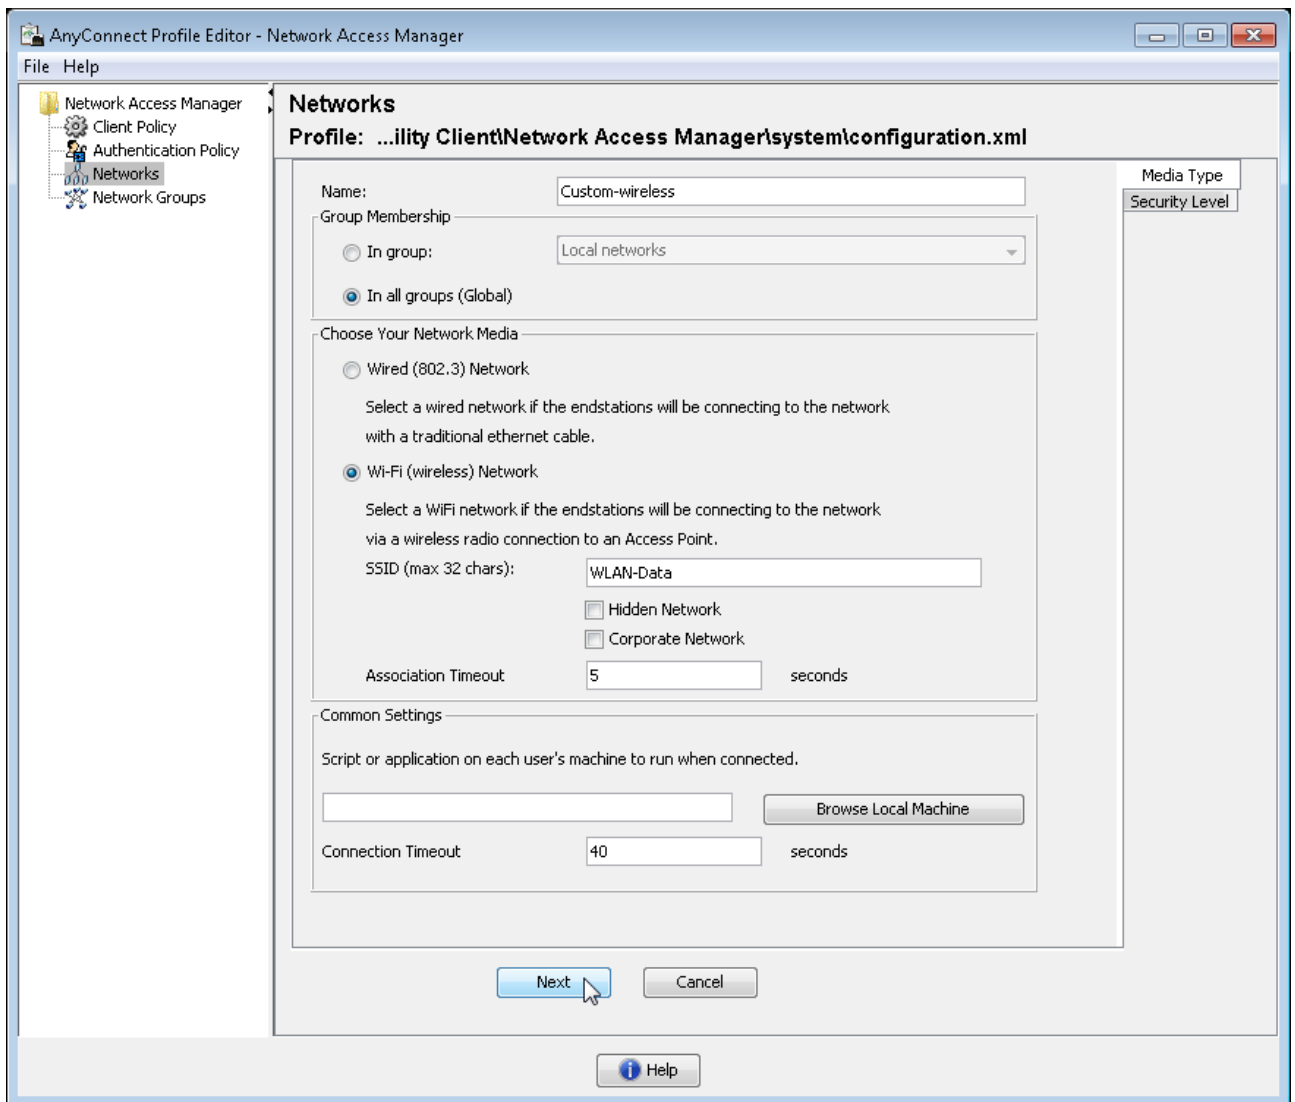 AnyConnect Profile Editor - Network Access Manager
File Help
Network Access Manager
Client Policy
Authentication Policy
Networks
Network Groups
Networks
Profile: ...ility Client\Network Access Manager\system\configuration.xml
Media Type
Security Level
Name: Custom-wireless
Group Membership
In group: Local networks
In all groups (Global)
Choose Your Network Media
Wired (802.3) Network
Select a wired network if the endstations will be connecting to the network
with a traditional ethernet cable.
Wi-Fi (wireless) Network
Select a WiFi network if the endstations will be connecting to the network
via a wireless radio connection to an Access Point.
SSID (max 32 chars): WLAN-Data
Hidden Network
Corporate Network
Association Timeout 5 seconds
Common Settings
Script or application on each user's machine to run when connected.
Browse Local Machine
Connection Timeout 40 seconds
Next Cancel
Help